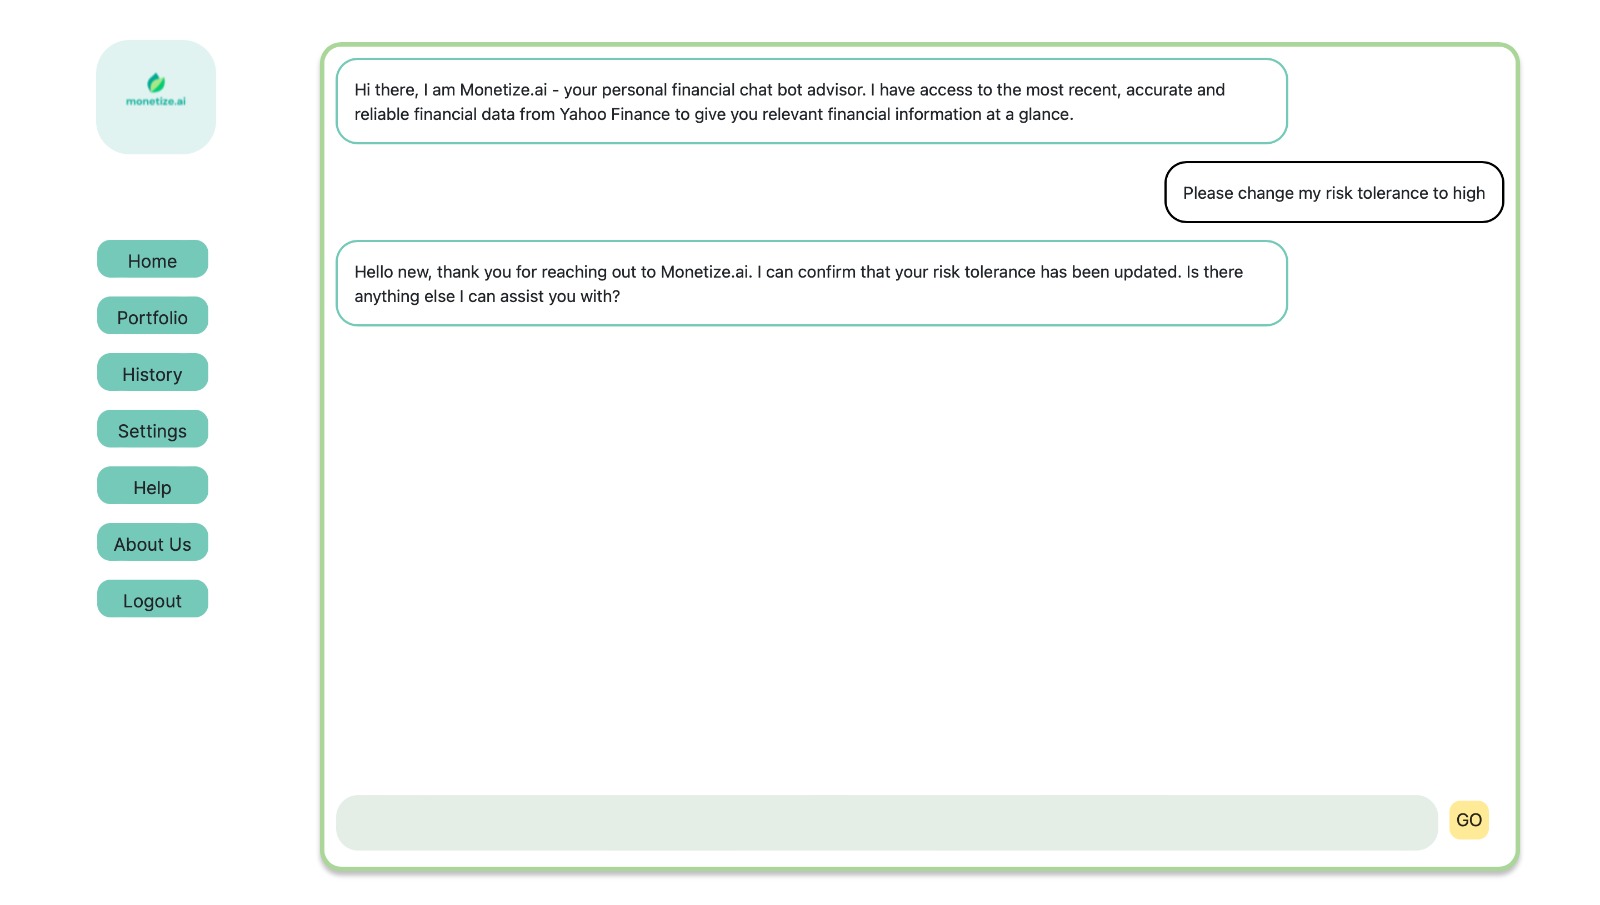 monetize.ai
Home
Portfolio
History
Settings
Help
About Us
Logout
Hi there, I am Monetize.ai - your personal financial chat bot advisor. I have access to the most recent, accurate and
reliable financial data from Yahoo Finance to give you relevant financial information at a glance.
Please change my risk tolerance to high
Hello new, thank you for reaching out to Monetize.ai. I can confirm that your risk tolerance has been updated. Is there
anything else I can assist you with?
GO